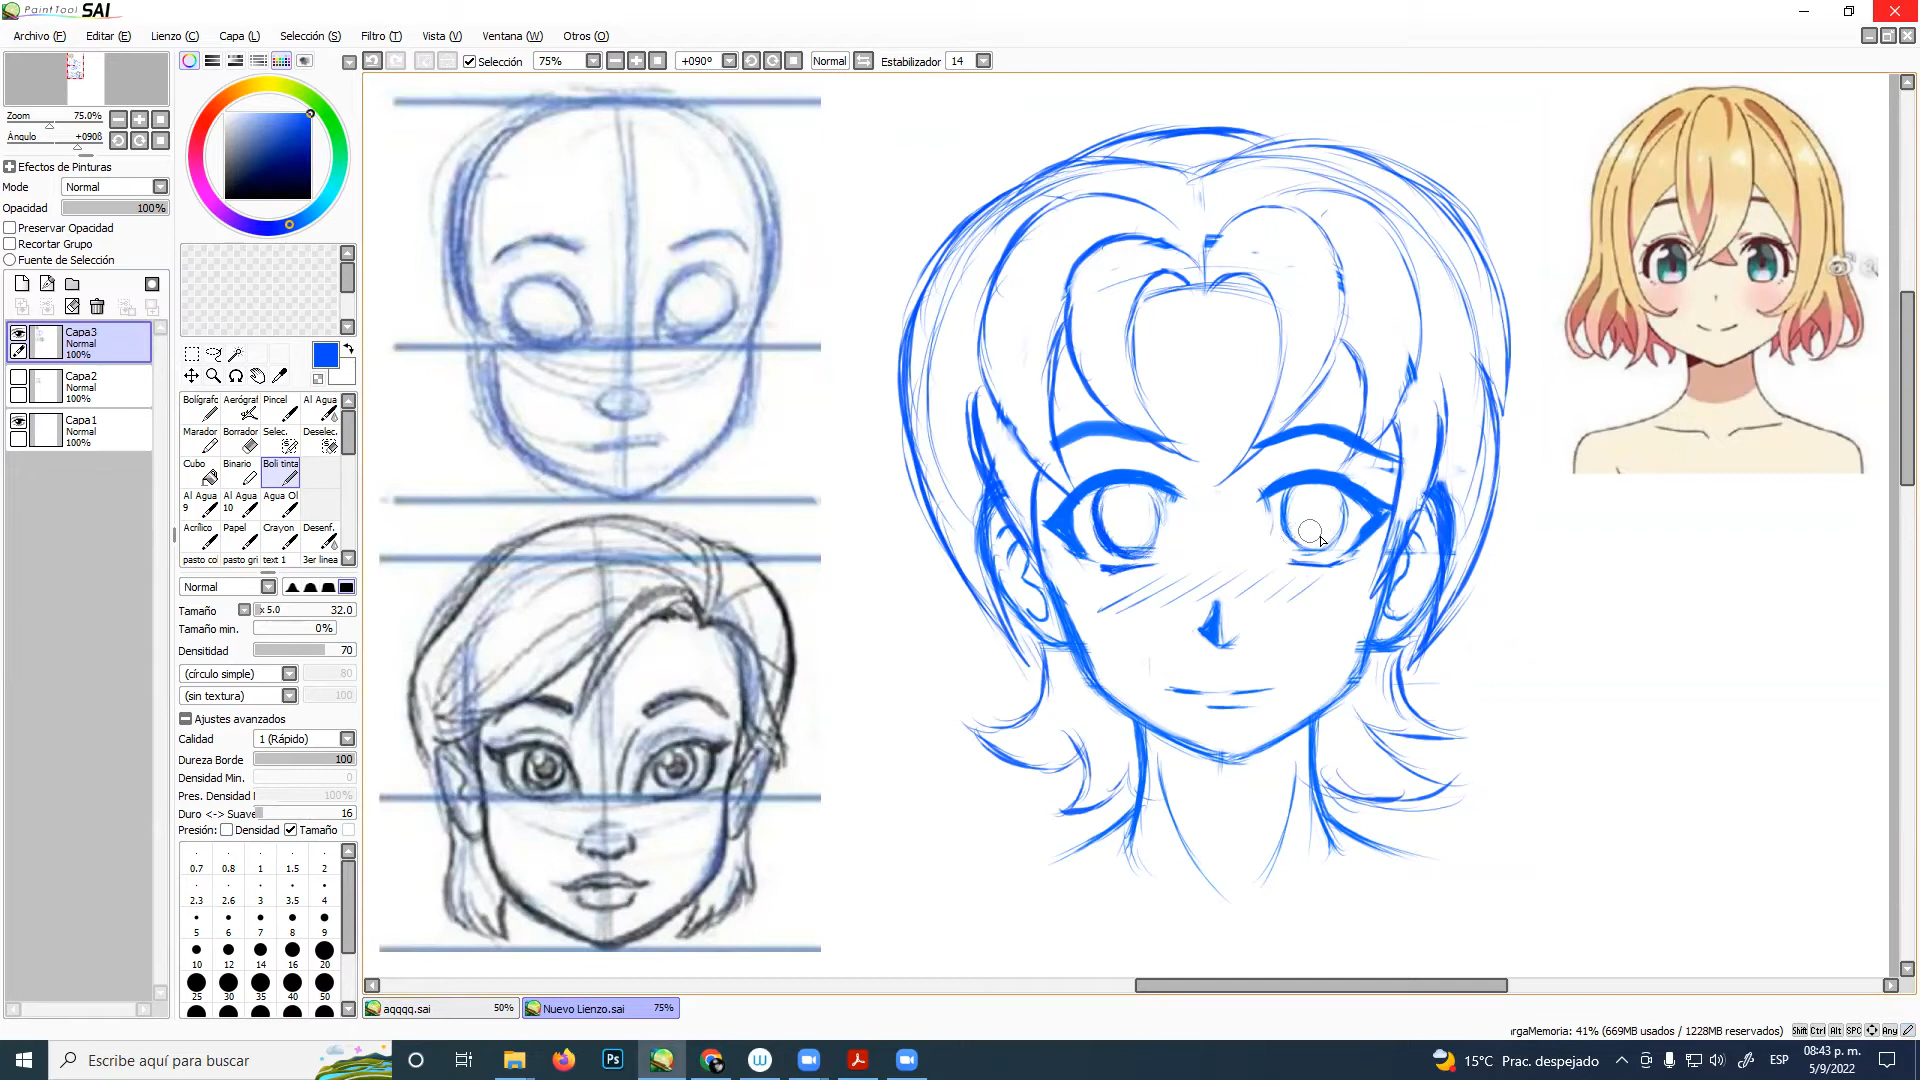 PaintTool SAI
Archivo (F) Editar (E) Lienzo (C) Capa (L) Selección (S) Filtro (T) Vista (V) Ventana (W) Otros (O)
Selección 75% +090º Normal Estabilizador 14
Zoom 75.0%
Ángulo +090ß
Efectos de Pinturas
Mode Normal
Opacidad 100%
Preservar Opacidad
Recortar Grupo
Fuente de Selección
Capa3
Normal
100%
Capa2
Normal
100%
Capa1
Normal
100%
Bolígrafc Aerógraf Pincel Al Agua
Marador Borrador Selec. Deselec.
Cubo Binario Boli tinta
Al Agua 9 Al Agua 10 Agua Ol
Acrílico Papel Crayon Desenf.
pasto co pasto gri text 1 3er linea
Normal
Tamaño x 5.0 32.0
Tamaño min. 0%
Densitidad 70
(círculo simple) 80
(sin textura) 100
Ajustes avanzados
Calidad 1 (Rápido)
Dureza Borde 100
Densidad Min. 0
Pres. Densidad 100%
Duro <-> Suave 16
Presión: Densidad Tamaño
0.7 0.8 1 1.5 2
2.3 2.6 3 3.5 4
5 6 7 8 9
10 12 14 16 20
25 30 35 40 50
aqqqq.sai 50% Nuevo Lienzo.sai 75%
ırgaMemoria: 41% (669MB usados / 1228MB reservados) Shift Ctrl Alt SPC Any
Escribe aquí para buscar
Ps
W
15°C Prac. despejado
ESP
08:43 p. m.
5/9/2022